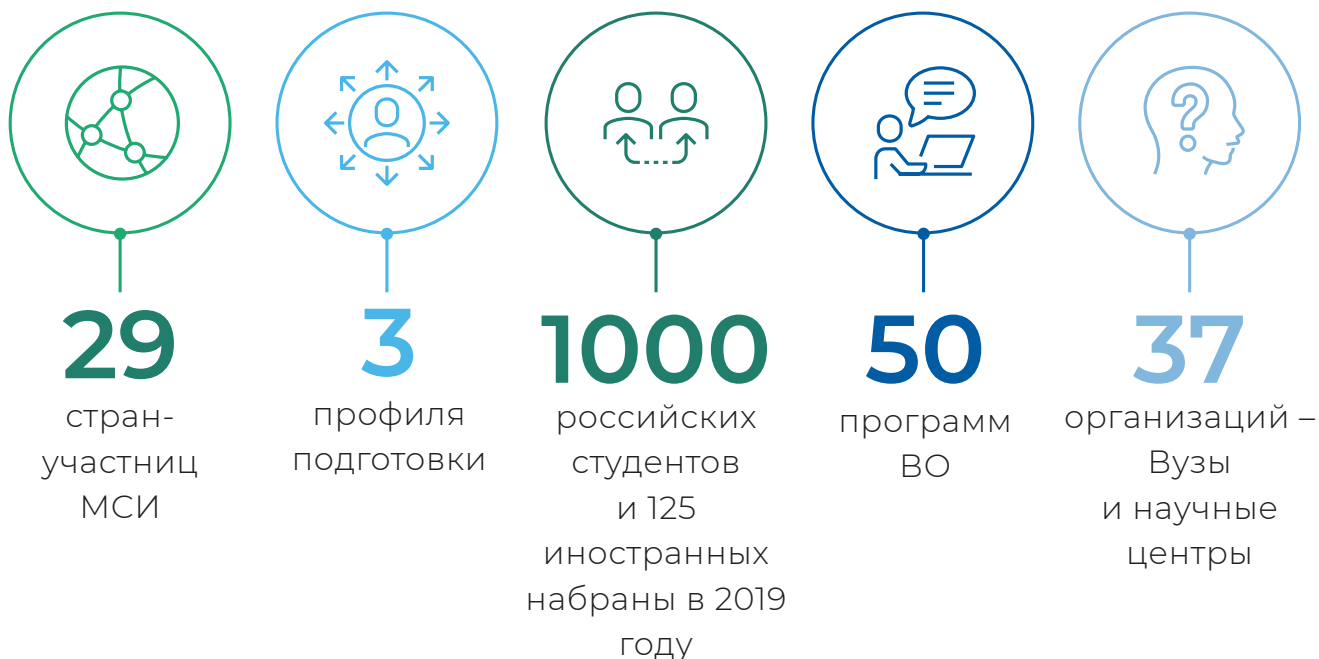 29
стран-
участниц
МСИ
3
профиля
подготовки
1000
российских
студентов
и 125
иностранных
набраны в 2019
году
50
программ
ВО
37
организаций –
Вузы
и научные
центры